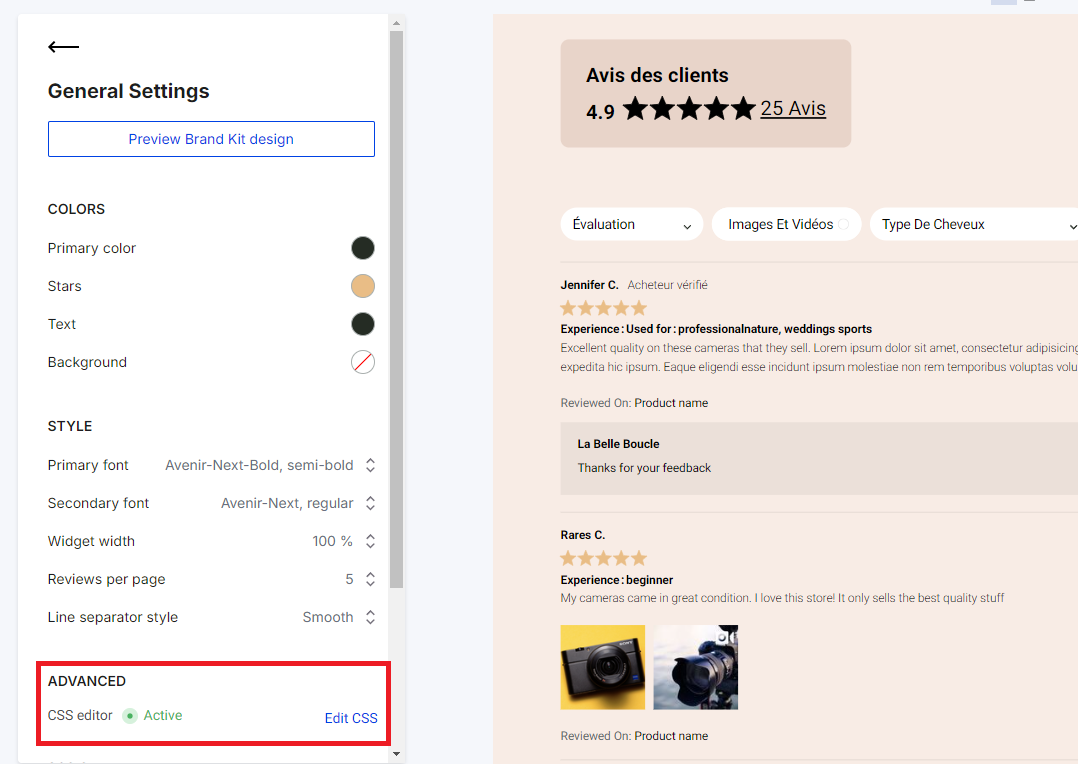 General Settings
Preview Brand Kit design
COLORS
Primary color
Stars
Text
Background
STYLE
Primary font Avenir-Next-Bold, semi-bold
Secondary font Avenir-Next, regular
Widget width 100 %
Reviews per page 5
Line separator style Smooth
ADVANCED
CSS editor Active Edit CSS
Avis des clients
4.9 25 Avis
Évaluation Images Et Vidéos Type De Cheveux
Jennifer C. Acheteur vérifié
Experience : Used for : professionalnature, weddings sports
Excellent quality on these cameras that they sell. Lorem ipsum dolor sit amet, consectetur adipisicing
expedita hic ipsum. Eaque eligendi esse incidunt ipsum molestiae non rem temporibus voluptas volu
Reviewed On: Product name
La Belle Boucle
Thanks for your feedback
Rares C.
Experience : beginner
My cameras came in great condition. I love this store! It only sells the best quality stuff
SONY
Reviewed On: Product name